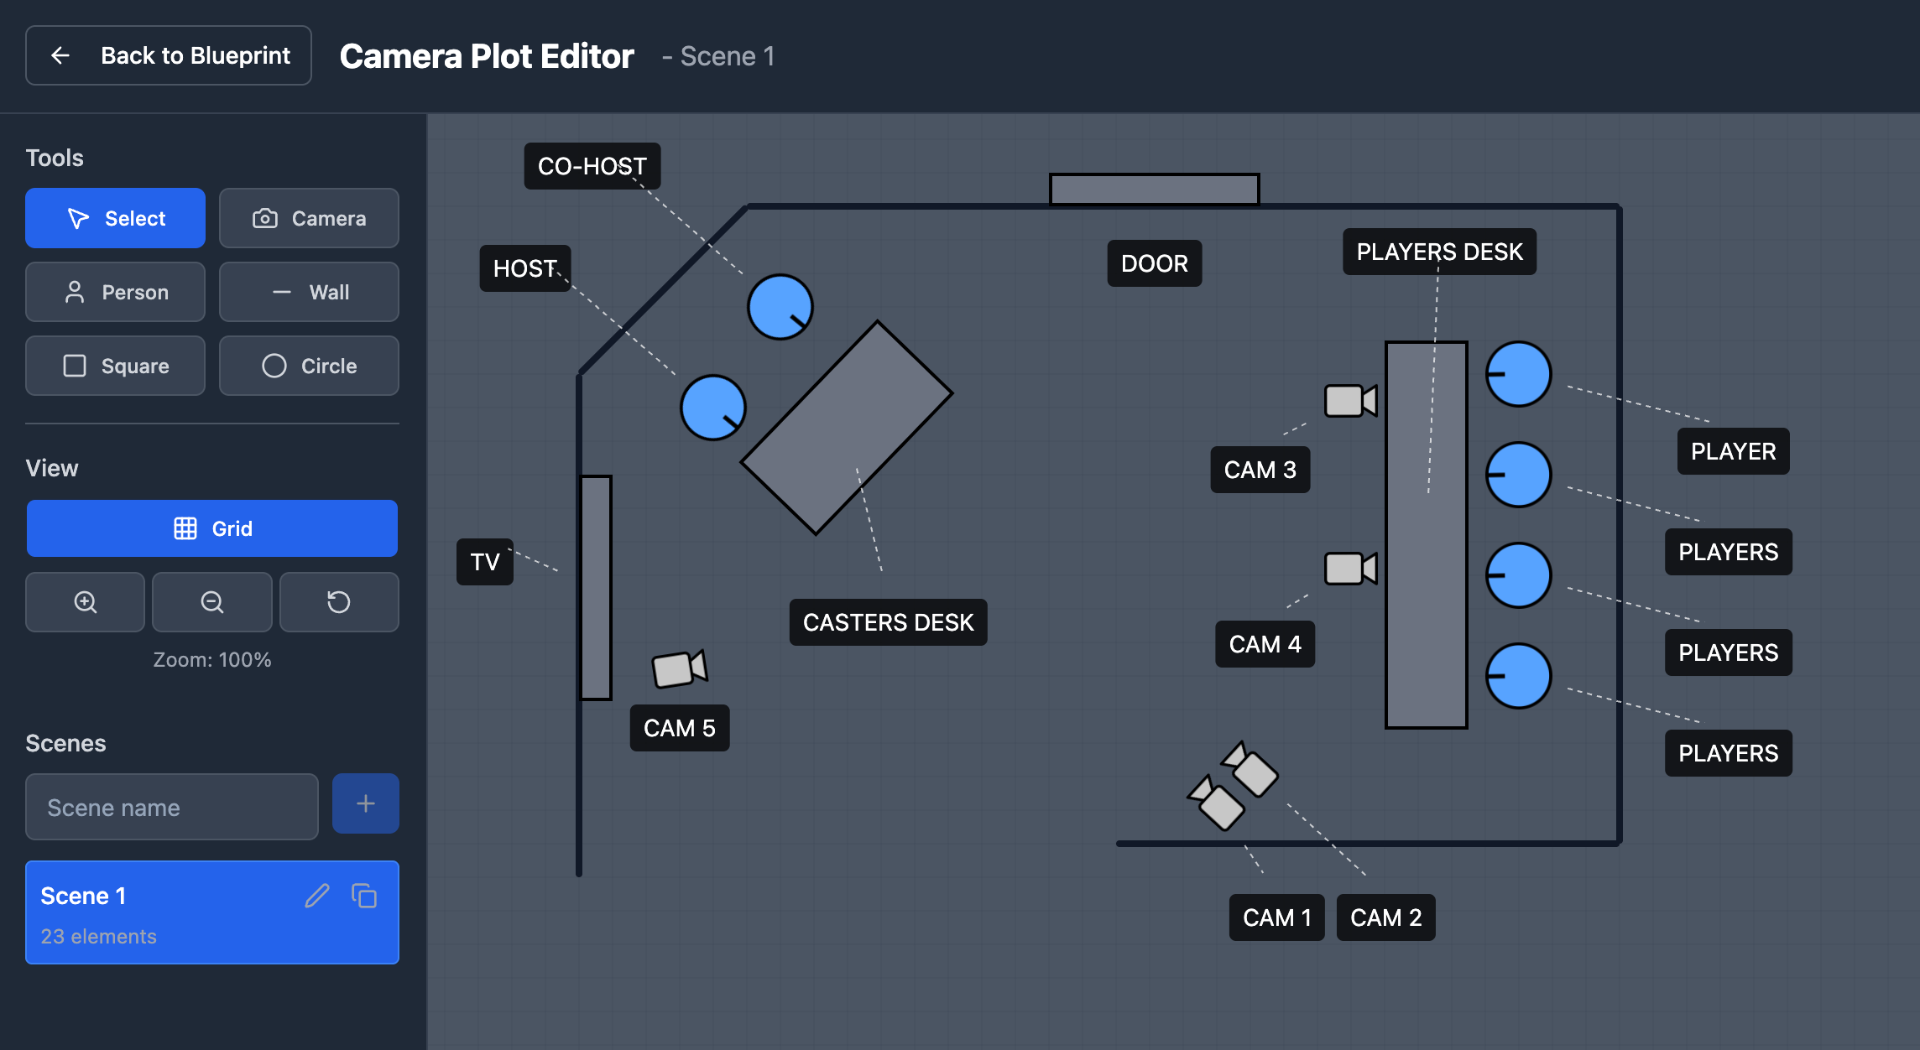 Back to Blueprint
Camera Plot Editor
- Scene 1
Tools
Select
Camera
Person
Wall
Square
Circle
View
Grid
Zoom: 100%
Scenes
Scene name
Scene 1
23 elements
CO-HOST
HOST
DOOR
PLAYERS DESK
CAM 3
PLAYER
PLAYERS
TV
CASTERS DESK
CAM 4
PLAYERS
CAM 5
PLAYERS
CAM 1
CAM 2